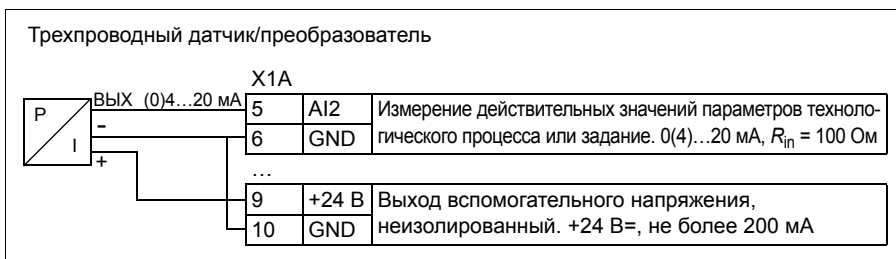 Трехпроводный датчик/преобразователь
X1A
P I
ВЫХ (0)4…20 мА
-
+
5 AI2 Измерение действительных значений параметров техноло-
6 GND гического процесса или задание. 0(4)…20 мА, Rin = 100 Ом
…
9 +24 В Выход вспомогательного напряжения,
10 GND неизолированный. +24 В=, не более 200 мА